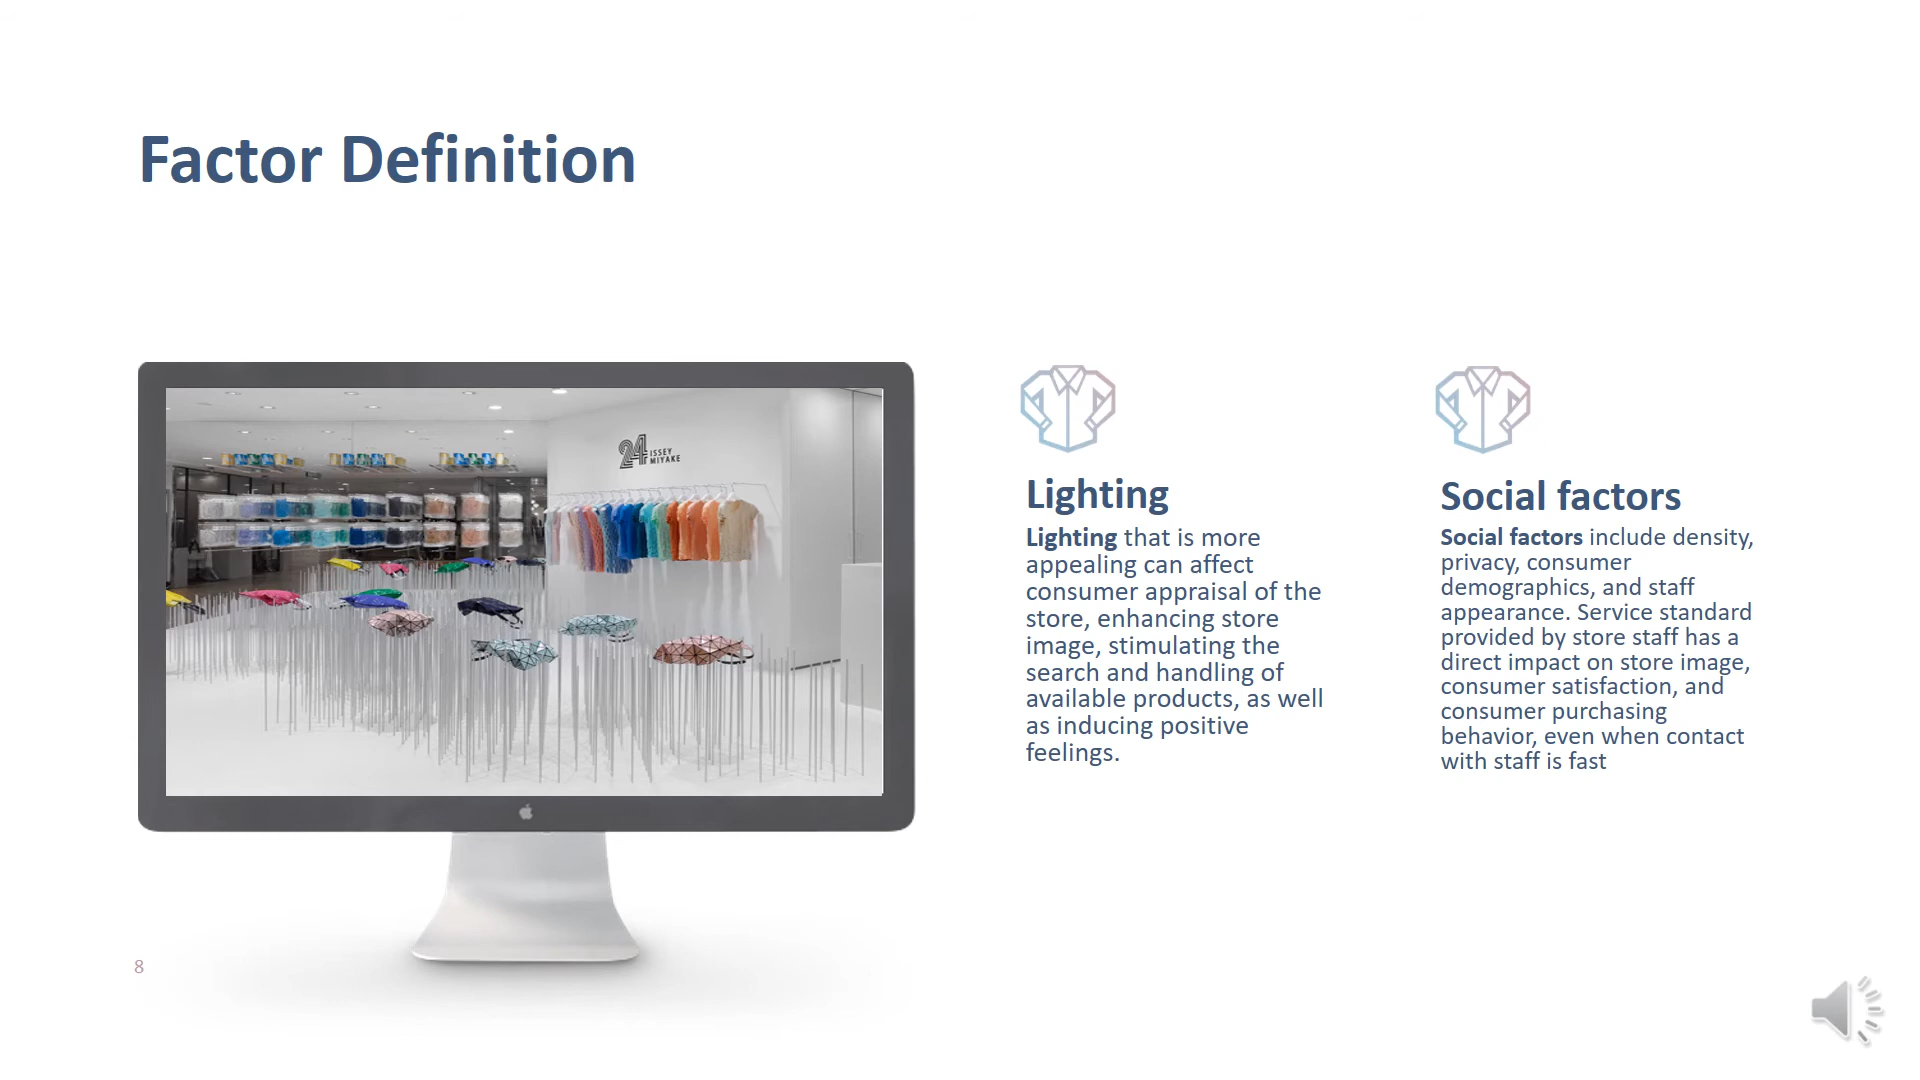 Factor Definition
24 ISSEY
MIYAKE
Lighting
Lighting that is more
appealing can affect
consumer appraisal of the
store, enhancing store
image, stimulating the
search and handling of
available products, as well
as inducing positive
feelings.
Social factors
Social factors include density,
privacy, consumer
demographics, and staff
appearance. Service standard
provided by store staff has a
direct impact on store image,
consumer satisfaction, and
consumer purchasing
behavior, even when contact
with staff is fast
8